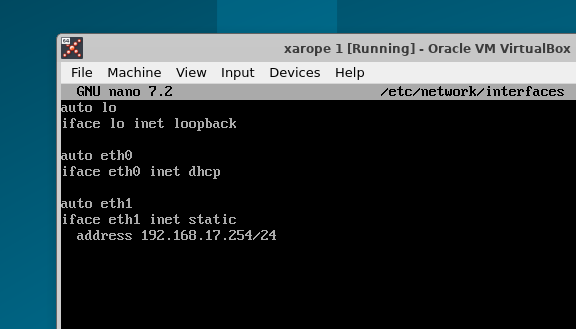 xarope 1 [Running] - Oracle VM VirtualBox
File Machine View Input Devices Help
GNU nano 7.2 /etc/network/interfaces
auto lo
iface lo inet loopback
auto eth0
iface eth0 inet dhcp
auto eth1
iface eth1 inet static
address 192.168.17.254/24